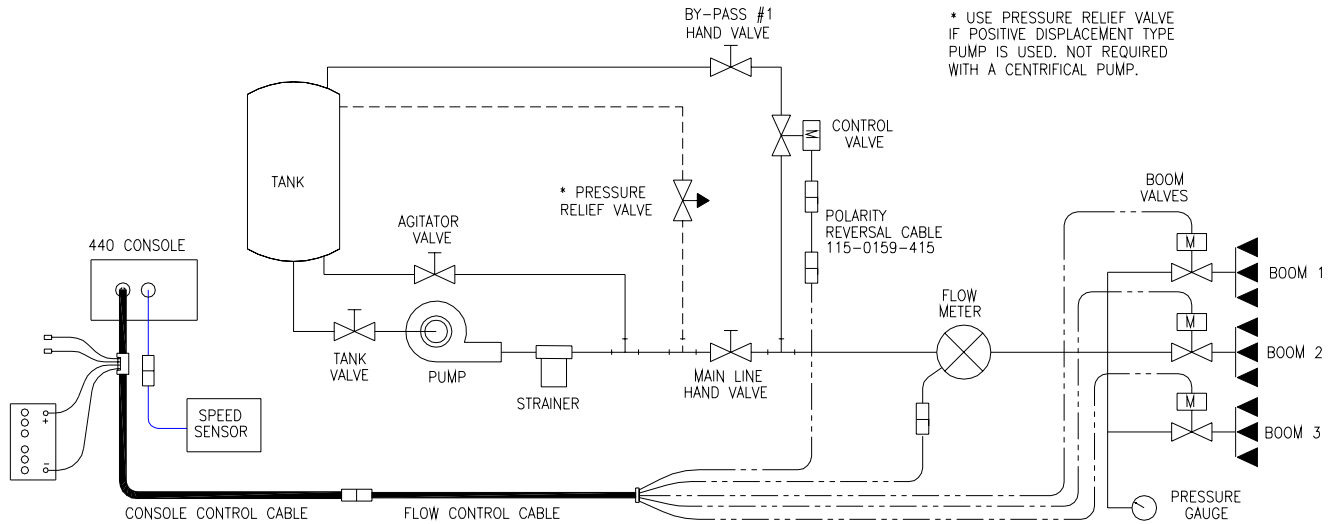 BY-PASS #1
HAND VALVE
* USE PRESSURE RELIEF VALVE
IF POSITIVE DISPLACEMENT TYPE
PUMP IS USED. NOT REQUIRED
WITH A CENTRIFICAL PUMP.
M
CONTROL
VALVE
TANK
* PRESSURE
RELIEF VALVE
BOOM
VALVES
AGITATOR
VALVE
POLARITY
REVERSAL CABLE
115-0159-415
440 CONSOLE
M
BOOM 1
FLOW
METER
M
BOOM 2
TANK
VALVE
PUMP
MAIN LINE
HAND VALVE
STRAINER
M
BOOM 3
SPEED
SENSOR
+
-
CONSOLE CONTROL CABLE
FLOW CONTROL CABLE
PRESSURE
GAUGE